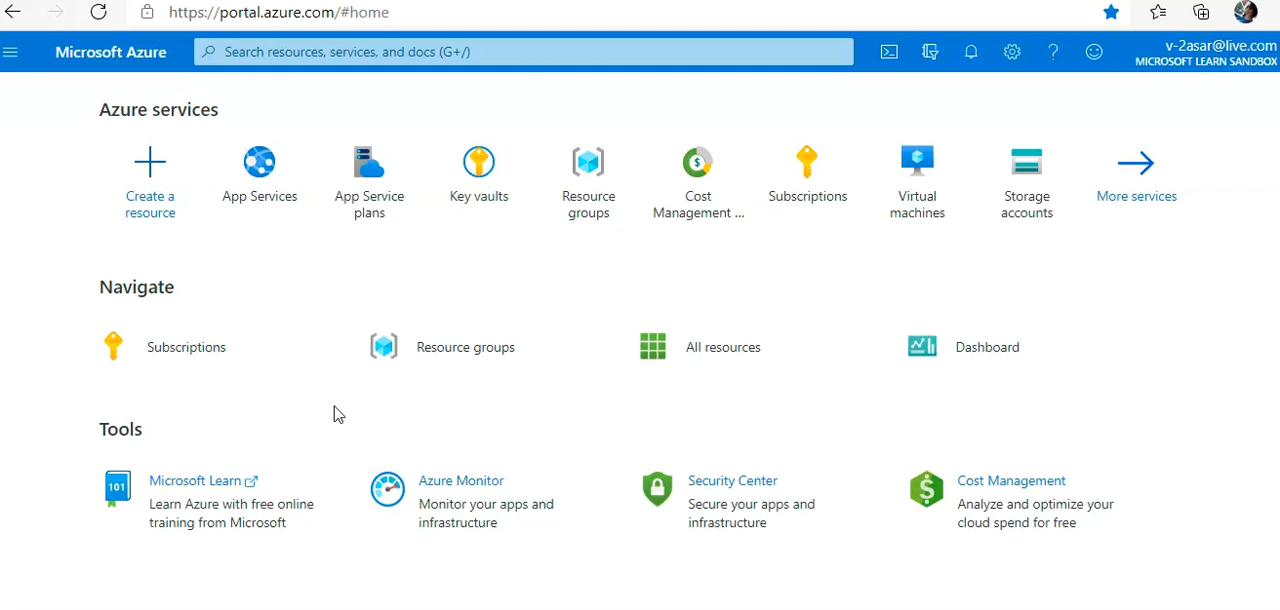 https://portal.azure.com/#home
Microsoft Azure
Search resources, services, and docs (G+/)
v-2asar@live.com
MICROSOFT LEARN SANDBOX
Azure services
Create a
resource
App Services
App Service
plans
Key vaults
Resource
groups
Cost
Management ...
Subscriptions
Virtual
machines
Storage
accounts
More services
Navigate
Subscriptions
Resource groups
All resources
Dashboard
Tools
101
Microsoft Learn
Learn Azure with free online
training from Microsoft
Azure Monitor
Monitor your apps and
infrastructure
Security Center
Secure your apps and
infrastructure
Cost Management
Analyze and optimize your
cloud spend for free